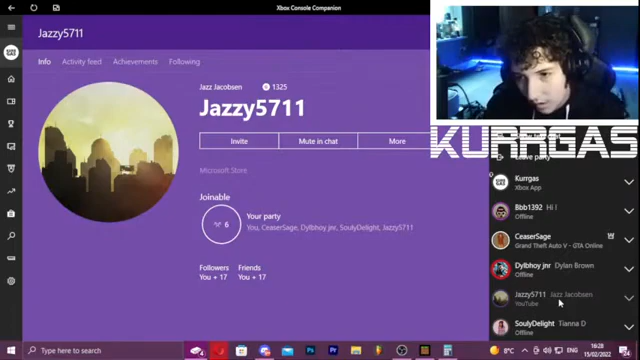 Xbox Console Companion
Jazzy5711
Info Activity feed Achievements Following
Jazz Jacobsen 1325
Jazzy5711
Invite Mute in chat More
Microsoft Store
Joinable
6
Your party
You, CeaserSage, Dylbhoy jnr, SoulyDelight, Jazzy5711
Followers
You + 17
Friends
You + 17
KURRGAS
Leave party
Kurrgas
Xbox App
Bbb1392 Hi !
Offline
CeaserSage
Grand Theft Auto V - GTA Online
Dylbhoy jnr Dylan Brown
Offline
Jazzy5711 Jazz Jacobsen
YouTube
SoulyDelight Tianna D
Offline
Type here to search
8°C
16:28
15/02/2022